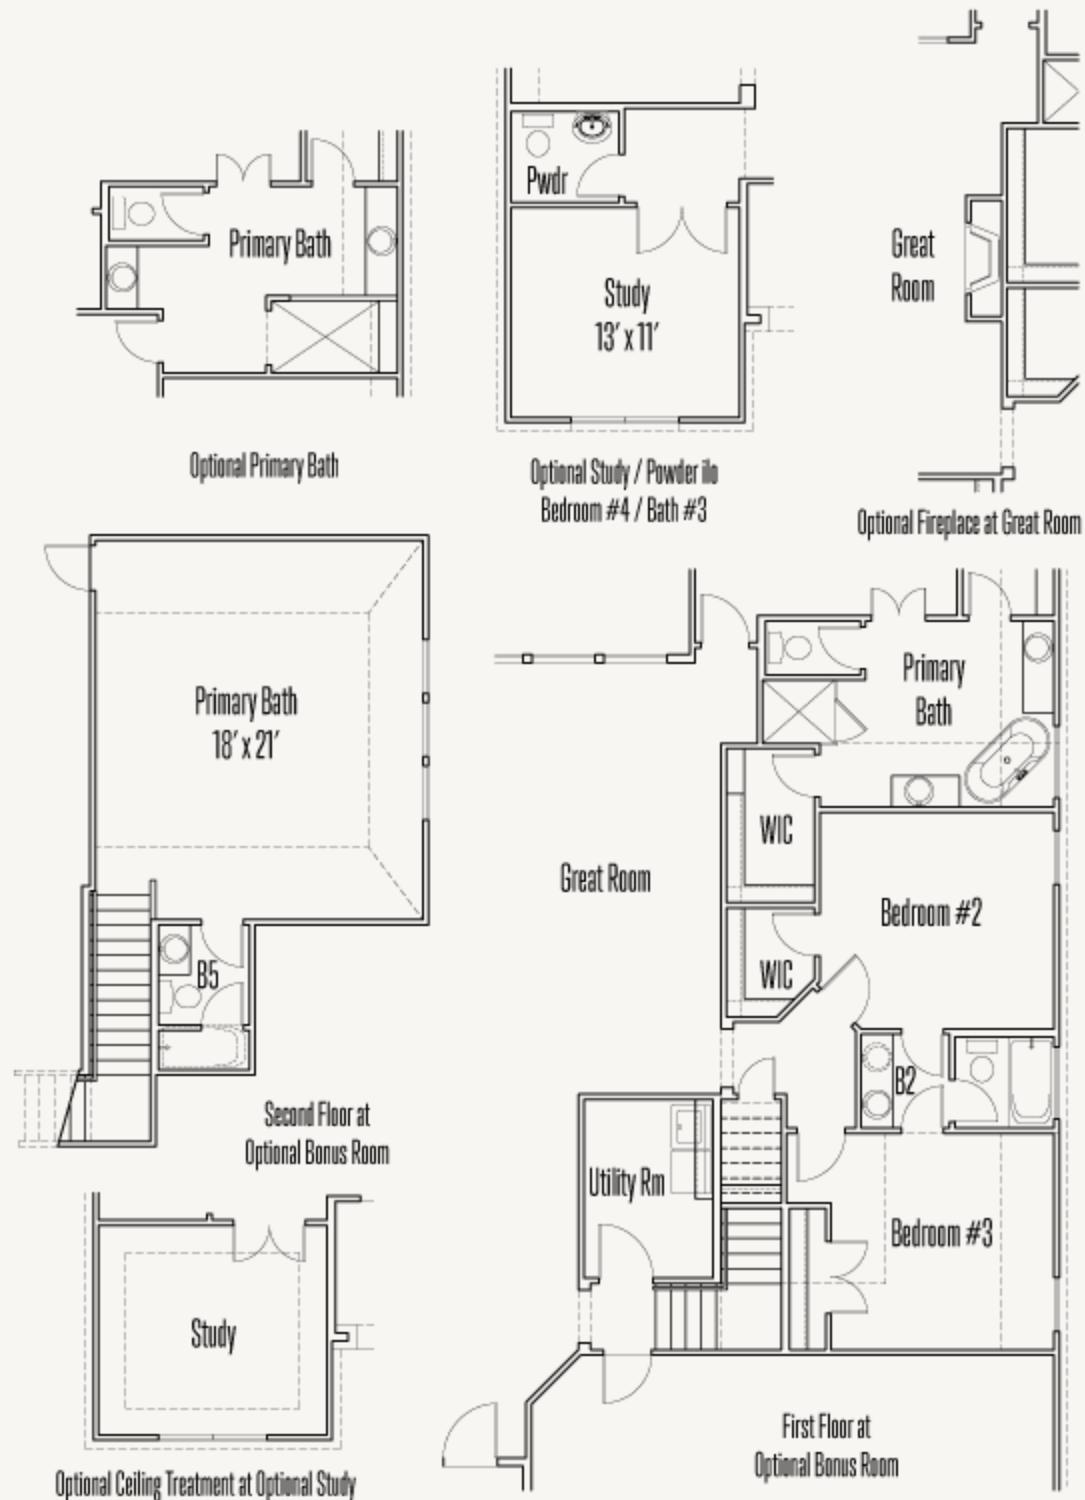 Pwdr
Primary Bath
Great
Room
Study
13' x 11'
Optional Primary Bath
Optional Study / Powder ilo
Bedroom #4 / Bath #3
Optional Fireplace at Great Room
Primary Bath
18' x 21'
Primary
Bath
WIC
Great Room
Bedroom #2
WIC
B5
B2
Second Floor at
Optional Bonus Room
Utility Rm
Bedroom #3
Study
First Floor at
Optional Bonus Room
Optional Ceiling Treatment at Optional Study